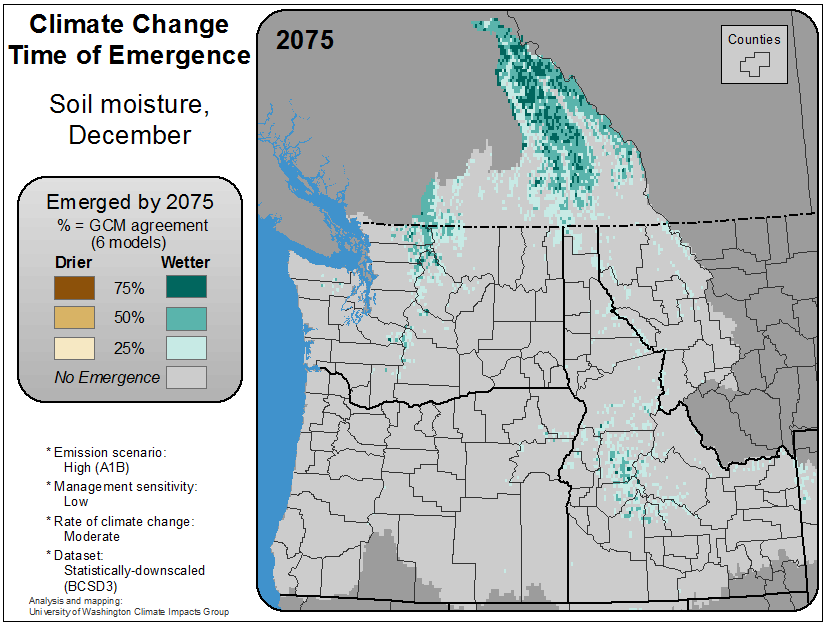 Climate Change
Time of Emergence
Soil moisture,
December
Emerged by 2075
% = GCM agreement
(6 models)
Drier Wetter
75%
50%
25%
No Emergence
* Emission scenario:
High (A1B)
* Management sensitivity:
Low
* Rate of climate change:
Moderate
* Dataset:
Statistically-downscaled
(BCSD3)
Analysis and mapping:
University of Washington Climate Impacts Group
2075
Counties